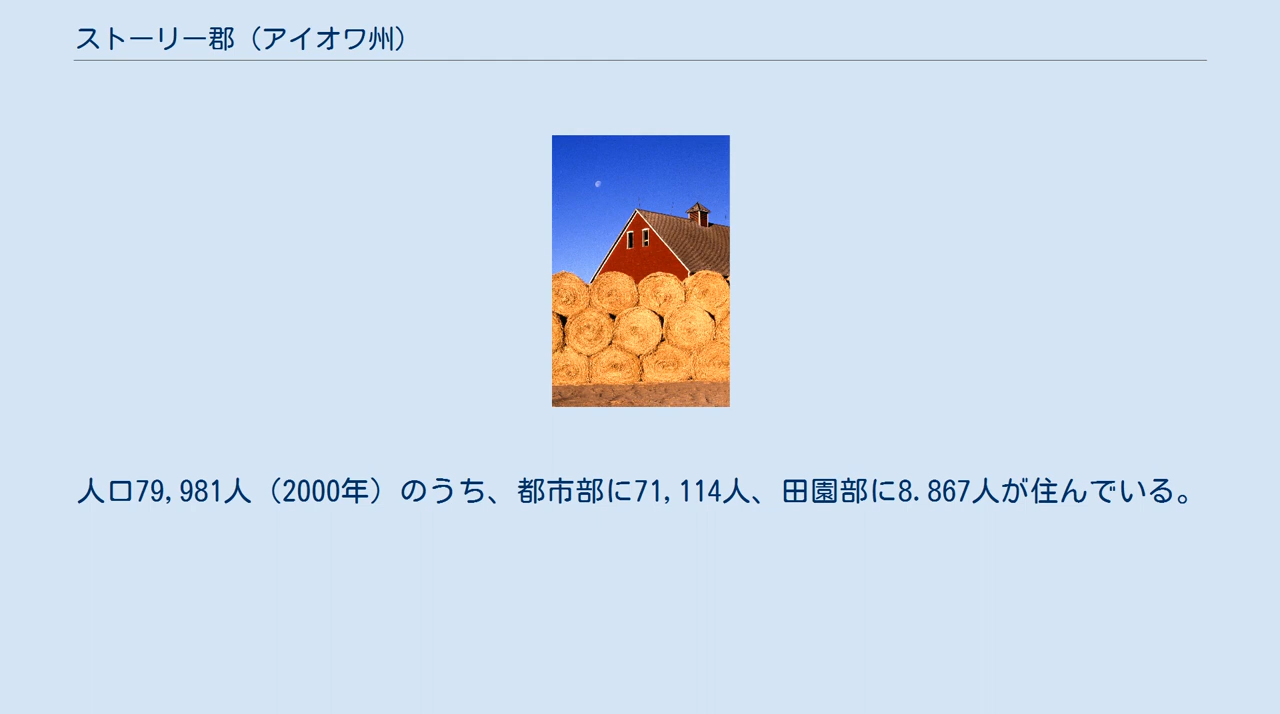 ストーリー郡（アイオワ州）
人口79,981人（2000年）のうち、都市部に71,114人、田園部に8.867人が住んでいる。